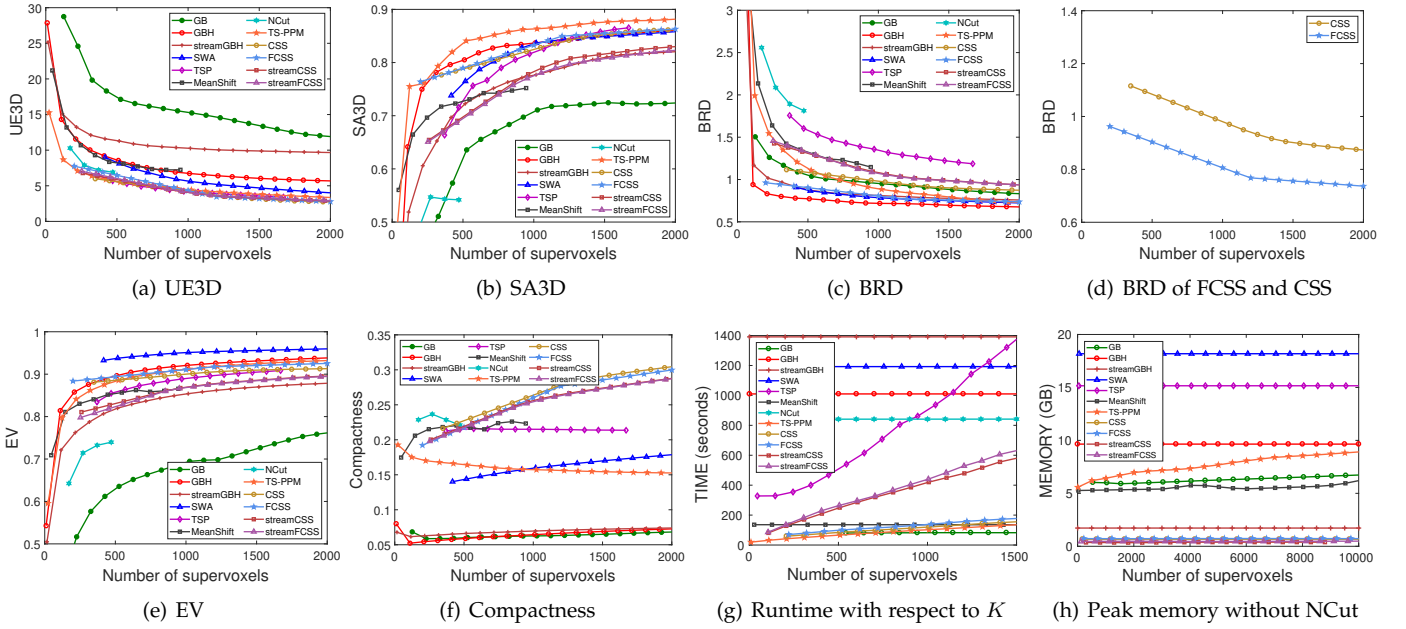 UE3D
30
25
20
15
10
5
0
0 500 1000 1500 2000
Number of supervoxels
GB
GBH
streamGBH
SWA
TSP
MeanShift
NCut
TS-PPM
CSS
FCSS
streamCSS
streamFCSS
(a) UE3D
SA3D
0.9
0.8
0.7
0.6
0.5
0 500 1000 1500 2000
Number of supervoxels
GB
GBH
streamGBH
SWA
TSP
MeanShift
NCut
TS-PPM
CSS
FCSS
streamCSS
streamFCSS
(b) SA3D
BRD
3
2.5
2
1.5
1
0.5
0 500 1000 1500 2000
Number of supervoxels
GB
GBH
streamGBH
SWA
TSP
MeanShift
NCut
TS-PPM
CSS
FCSS
streamCSS
streamFCSS
(c) BRD
BRD
1.4
1.2
1
0.8
0.6
0 500 1000 1500 2000
Number of supervoxels
CSS
FCSS
(d) BRD of FCSS and CSS
EV
1
0.9
0.8
0.7
0.6
0.5
0 500 1000 1500 2000
Number of supervoxels
GB
GBH
streamGBH
SWA
TSP
MeanShift
NCut
TS-PPM
CSS
FCSS
streamCSS
streamFCSS
(e) EV
Compactness
0.35
0.3
0.25
0.2
0.15
0.1
0.05
0 500 1000 1500 2000
Number of supervoxels
GB
GBH
streamGBH
SWA
TSP
MeanShift
NCut
TS-PPM
CSS
FCSS
streamCSS
streamFCSS
(f) Compactness
TIME (seconds)
1400
1200
1000
800
600
400
200
0
0 500 1000 1500
Number of supervoxels
GB
GBH
streamGBH
SWA
TSP
MeanShift
NCut
TS-PPM
CSS
FCSS
streamCSS
streamFCSS
(g) Runtime with respect to K
MEMORY (GB)
20
15
10
5
0
0 2000 4000 6000 8000 10000
Number of supervoxels
GB
GBH
streamGBH
SWA
TSP
MeanShift
TS-PPM
CSS
FCSS
streamCSS
streamFCSS
(h) Peak memory without NCut